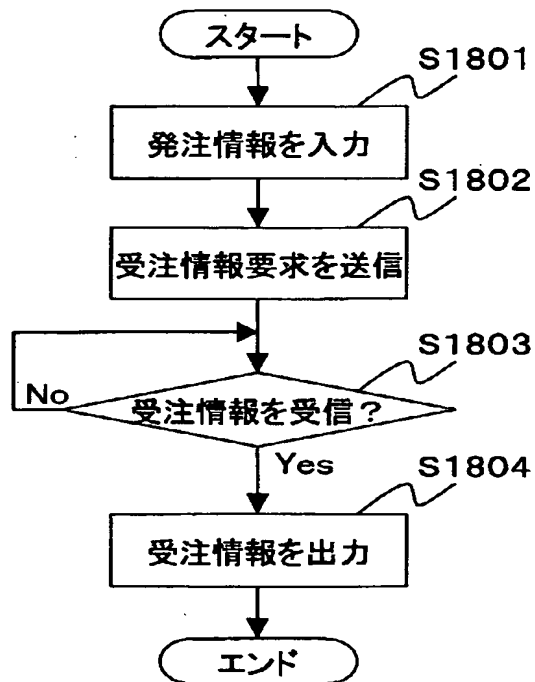 スタート
S1801
発注情報を入力
S1802
受注情報要求を送信
S1803
No
受注情報を受信？
Yes
S1804
受注情報を出力
エンド